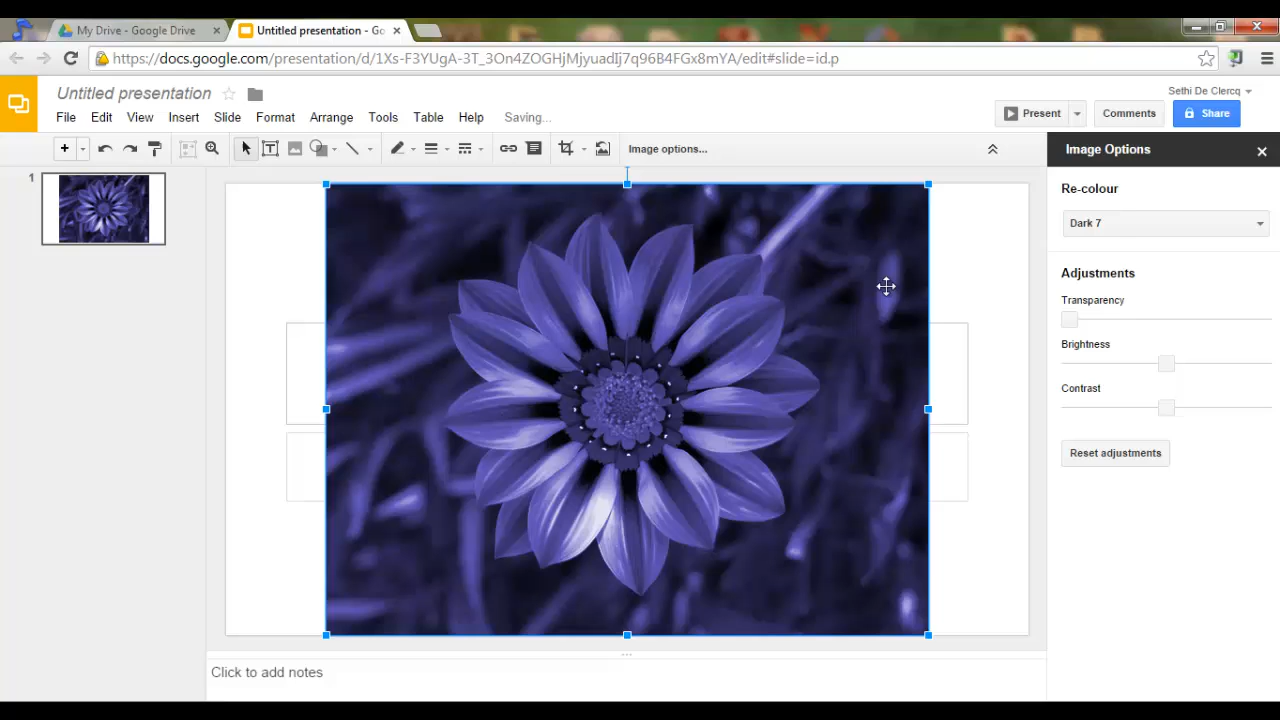 My Drive - Google Drive
Untitled presentation - Go
https://docs.google.com/presentation/d/1Xs-F3YUgA-3T_3On4ZOGHjMjyuadIj7q96B4FGx8mYA/edit#slide=id.p
Untitled presentation
Sethi De Clercq
File Edit View Insert Format Slide Arrange Tools Table Help Saving...
Present
Comments
Share
Image options...
Image Options
1
Re-colour
Dark 7
Adjustments
Transparency
Brightness
Contrast
Reset adjustments
Click to add notes